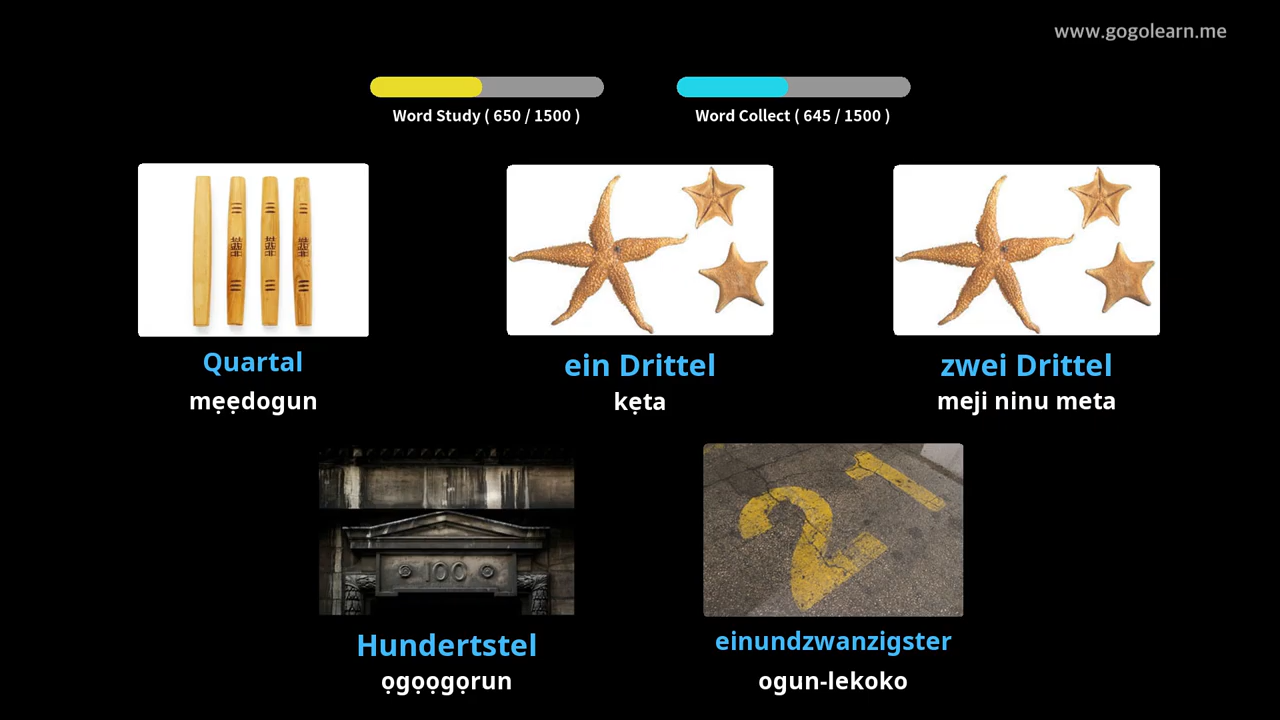 www.gogolearn.me
Word Study ( 650 / 1500 )
Word Collect ( 645 / 1500 )
Quartal
mẹẹdogun
ein Drittel
kẹta
zwei Drittel
meji ninu meta
100
Hundertstel
ọgọọgọrun
21
einundzwanzigster
ogun-lekoko